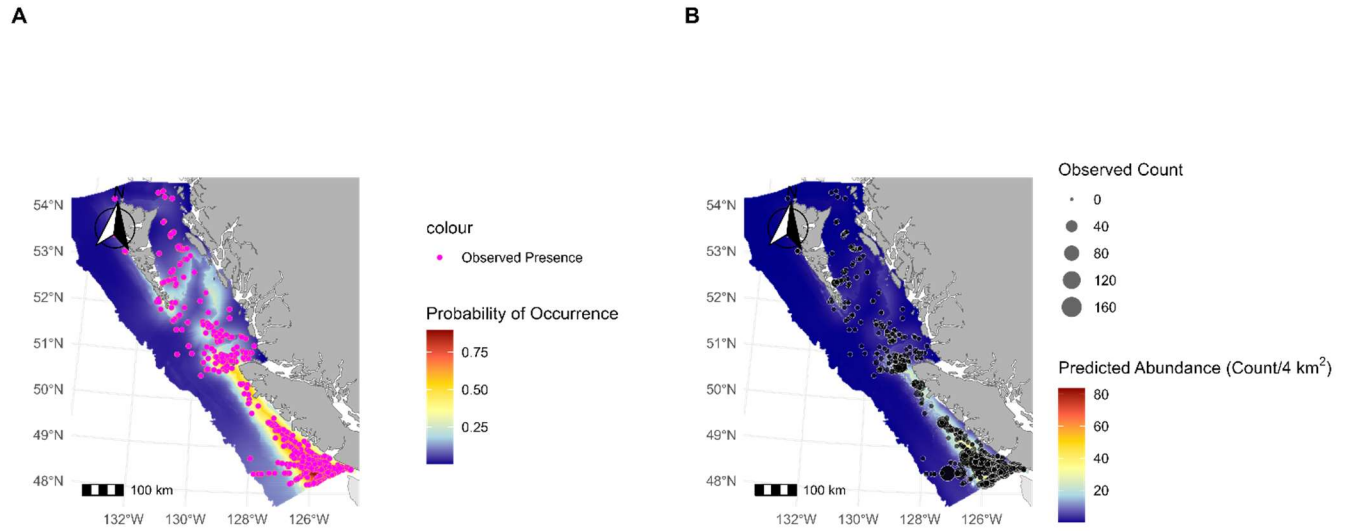 A
B
54°N
53°N
52°N
51°N
50°N
49°N
48°N
132°W 130°W 128°W 126°W
N
100 km
colour
Observed Presence
Probability of Occurrence
0.75
0.50
0.25
54°N
53°N
52°N
51°N
50°N
49°N
48°N
132°W 130°W 128°W 126°W
N
100 km
Observed Count
0
40
80
120
160
Predicted Abundance (Count/4 km²)
80
60
40
20